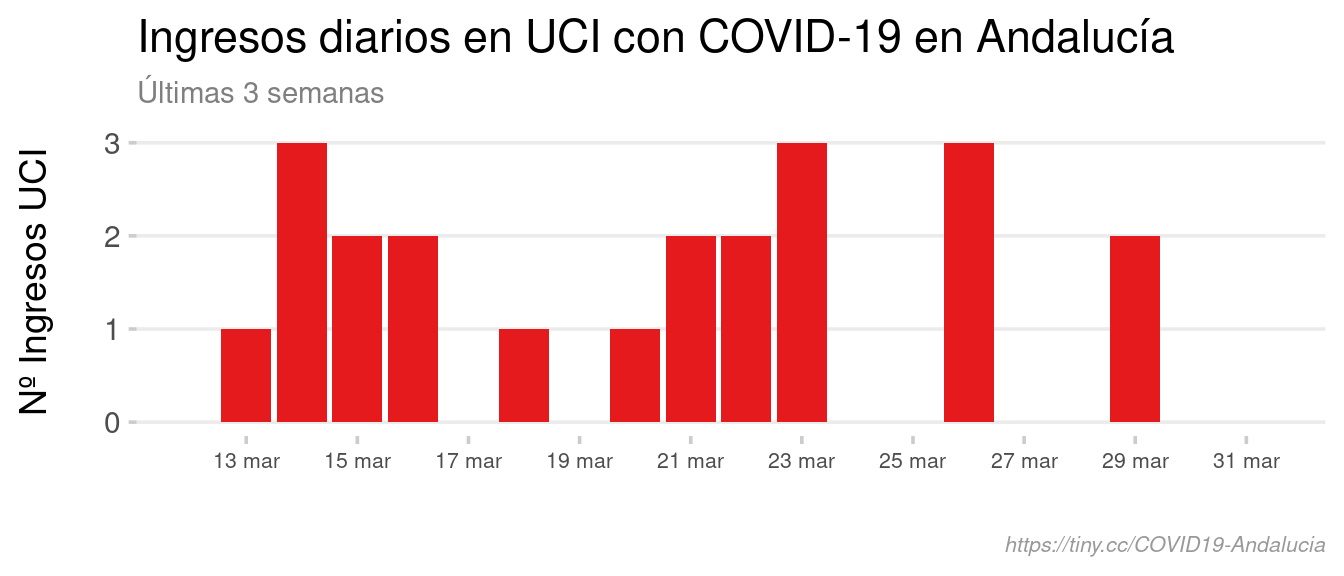 Ingresos diarios en UCI con COVID-19 en Andalucía
Últimas 3 semanas
Nº Ingresos UCI
3
2
1
0
13 mar 15 mar 17 mar 19 mar 21 mar 23 mar 25 mar 27 mar 29 mar 31 mar
https://tiny.cc/COVID19-Andalucia